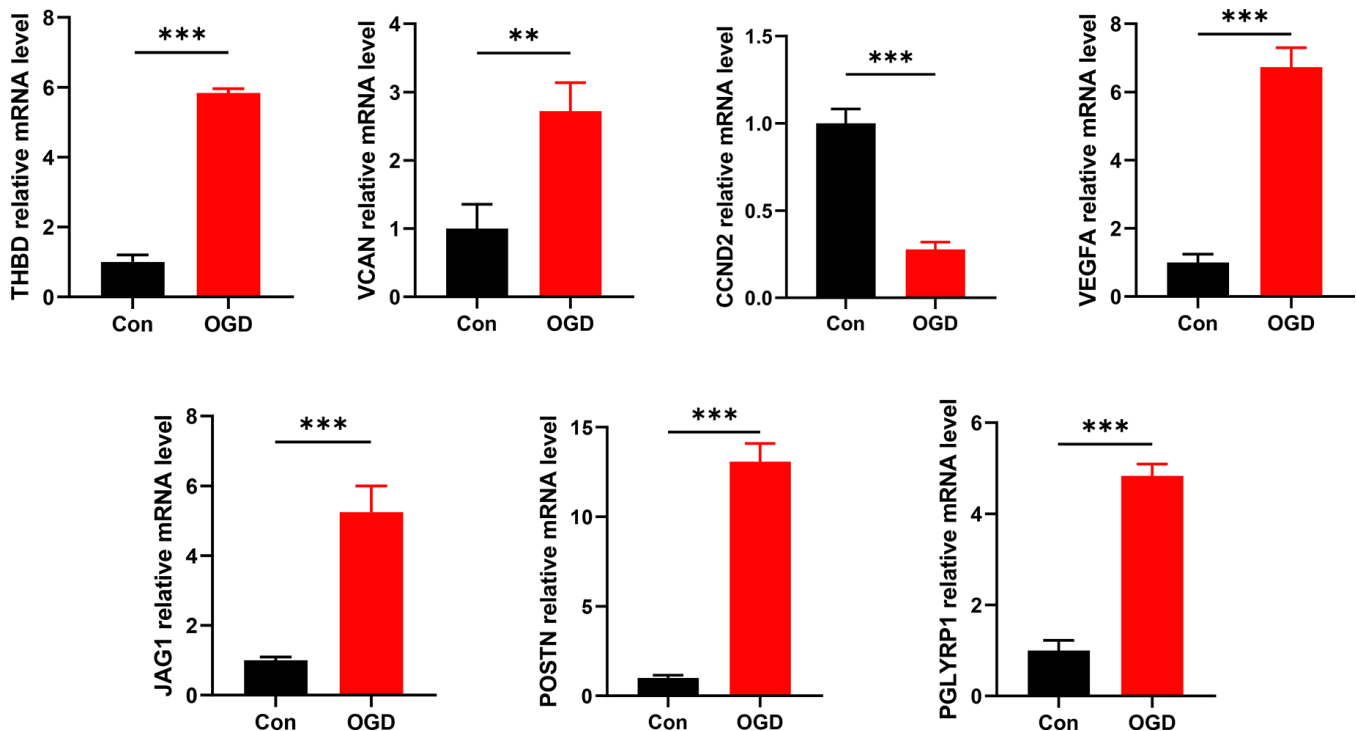 THBD relative mRNA level
8
6
4
2
0
***
Con OGD
VCAN relative mRNA level
4
3
2
1
0
**
Con OGD
CCND2 relative mRNA level
1.5
1.0
0.5
0.0
***
Con OGD
VEGFA relative mRNA level
8
6
4
2
0
***
Con OGD
JAG1 relative mRNA level
8
6
4
2
0
***
Con OGD
POSTN relative mRNA level
15
10
5
0
***
Con OGD
PGLYRP1 relative mRNA level
6
4
2
0
***
Con OGD